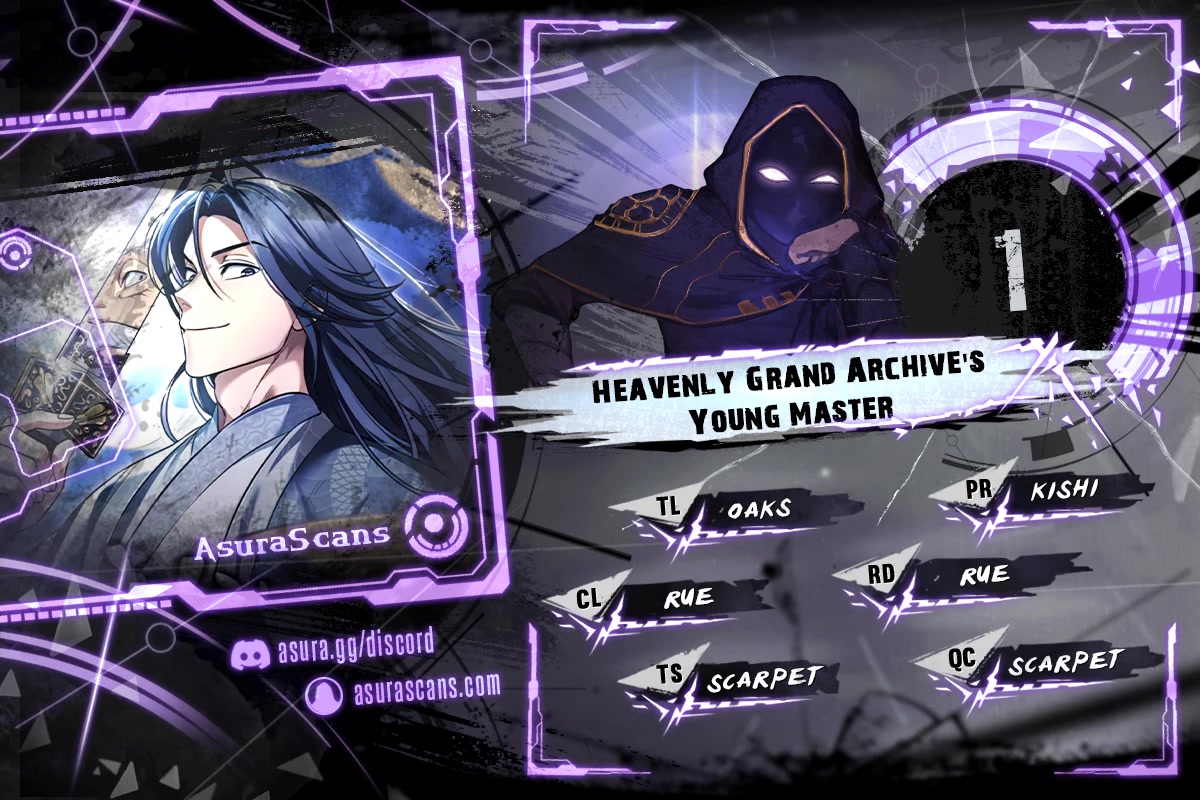 1
HEAVENLY GRAND ARCHIVE'S
YOUNG MASTER
TL OAKS
PR KISHI
CL RUE
RD RUE
TS SCARPET
QC SCARPET
AsuraScans
asura.gg/discord
asurascans.com